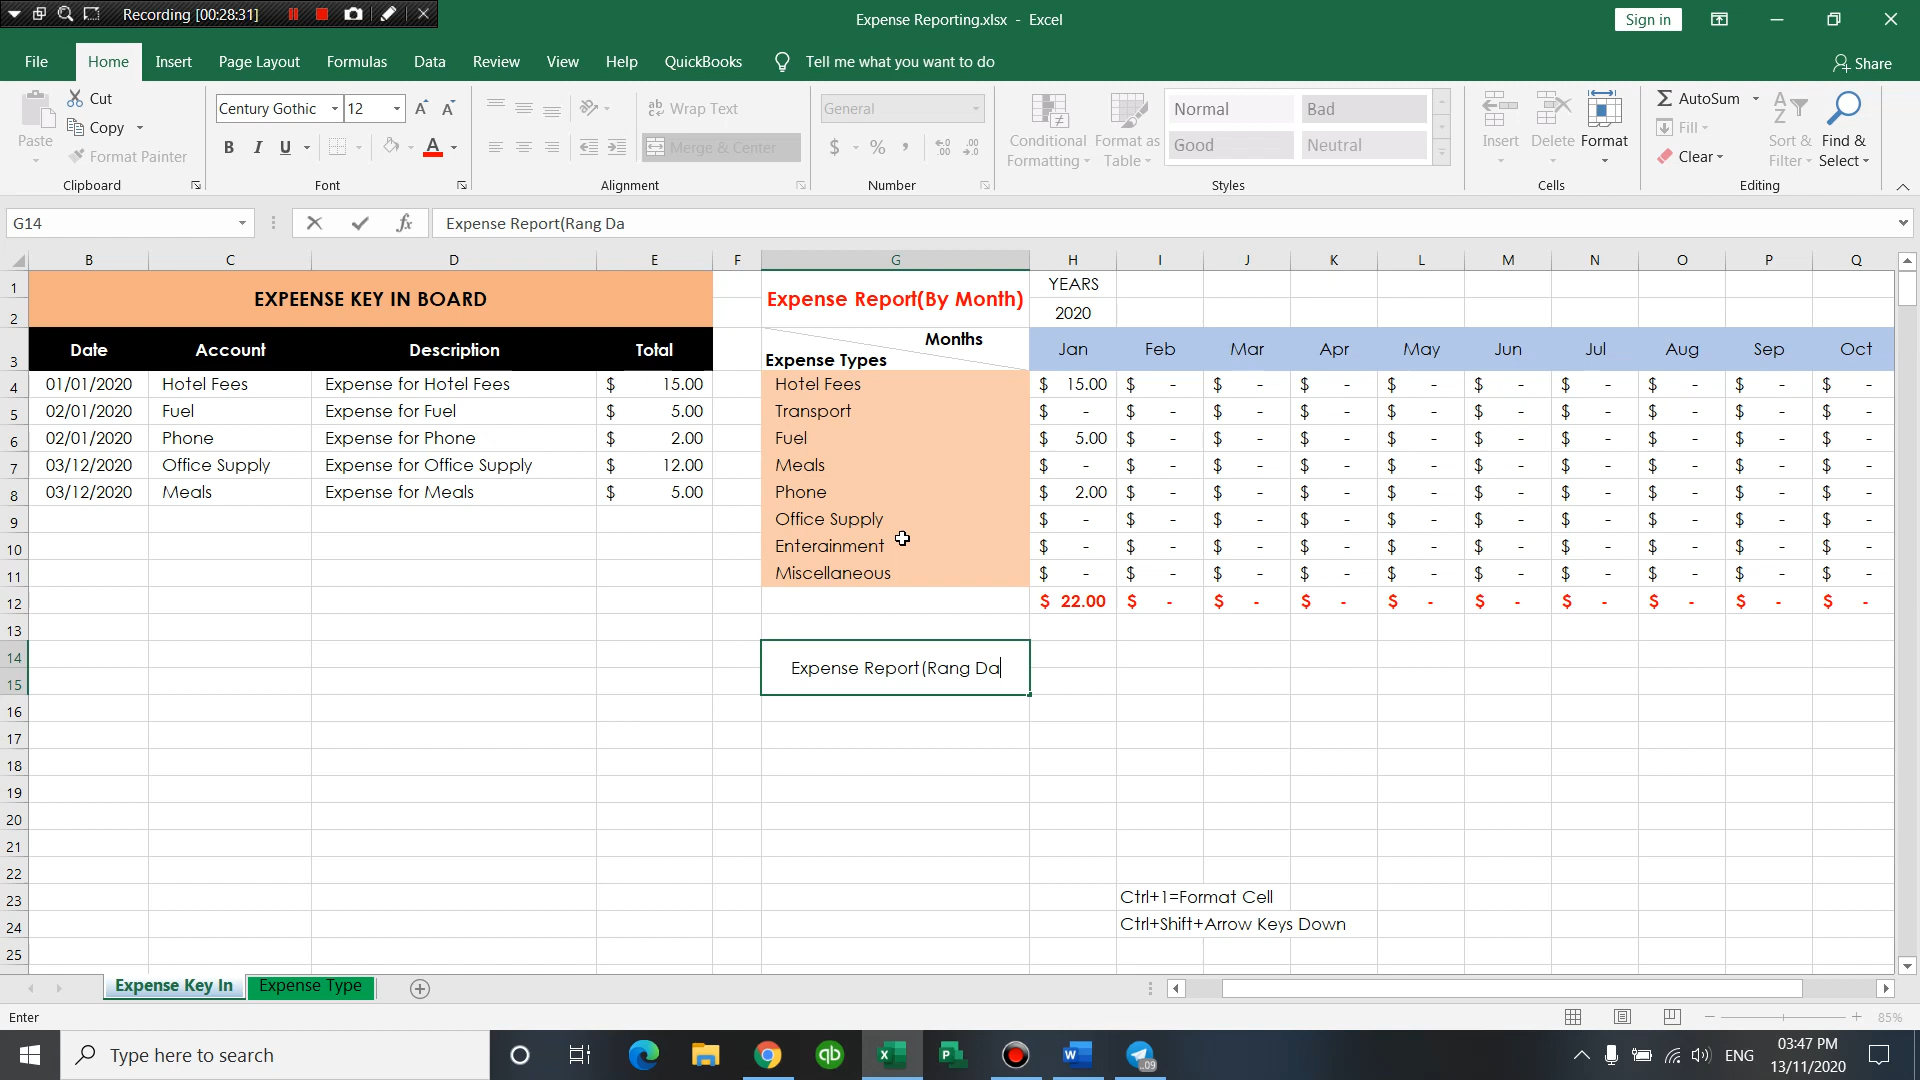 Recording [00:28:31]
Expense Reporting.xlsx - Excel
Sign in
File Home Insert Page Layout Formulas Data Review View Help QuickBooks Tell me what you want to do Share
Paste
Cut
Copy
Format Painter
Clipboard
Century Gothic 12
B I U
Font
Wrap Text
Merge & Center
Alignment
General
$ % ,
Number
Conditional Formatting
Format as Table
Normal Bad
Good Neutral
Styles
Insert Delete Format
Cells
AutoSum
Fill
Clear
Sort & Filter
Find & Select
Editing
G14 fx Expense Report(Rang Da
B C D E F G H I J K L M N O P Q
1 YEARS
EXPEENSE KEY IN BOARD Expense Report(By Month)
2 2020
Months
3 Date Account Description Total Jan Feb Mar Apr May Jun Jul Aug Sep Oct
Expense Types
4 01/01/2020 Hotel Fees Expense for Hotel Fees $ 15.00 Hotel Fees $ 15.00 $ - $ - $ - $ - $ - $ - $ - $ - $ -
5 02/01/2020 Fuel Expense for Fuel $ 5.00 Transport $ - $ - $ - $ - $ - $ - $ - $ - $ - $ -
6 02/01/2020 Phone Expense for Phone $ 2.00 Fuel $ 5.00 $ - $ - $ - $ - $ - $ - $ - $ - $ -
7 03/12/2020 Office Supply Expense for Office Supply $ 12.00 Meals $ - $ - $ - $ - $ - $ - $ - $ - $ - $ -
8 03/12/2020 Meals Expense for Meals $ 5.00 Phone $ 2.00 $ - $ - $ - $ - $ - $ - $ - $ - $ -
9 Office Supply $ - $ - $ - $ - $ - $ - $ - $ - $ - $ -
10 Enterainment $ - $ - $ - $ - $ - $ - $ - $ - $ - $ -
11 Miscellaneous $ - $ - $ - $ - $ - $ - $ - $ - $ - $ -
12 $ 22.00 $ - $ - $ - $ - $ - $ - $ - $ - $ -
13
14
Expense Report(Rang Da
15
16
17
18
19
20
21
22
23 Ctrl+1=Format Cell
24 Ctrl+Shift+Arrow Keys Down
25
Expense Key In Expense Type
Enter 85%
Type here to search
ENG
03:47 PM
13/11/2020